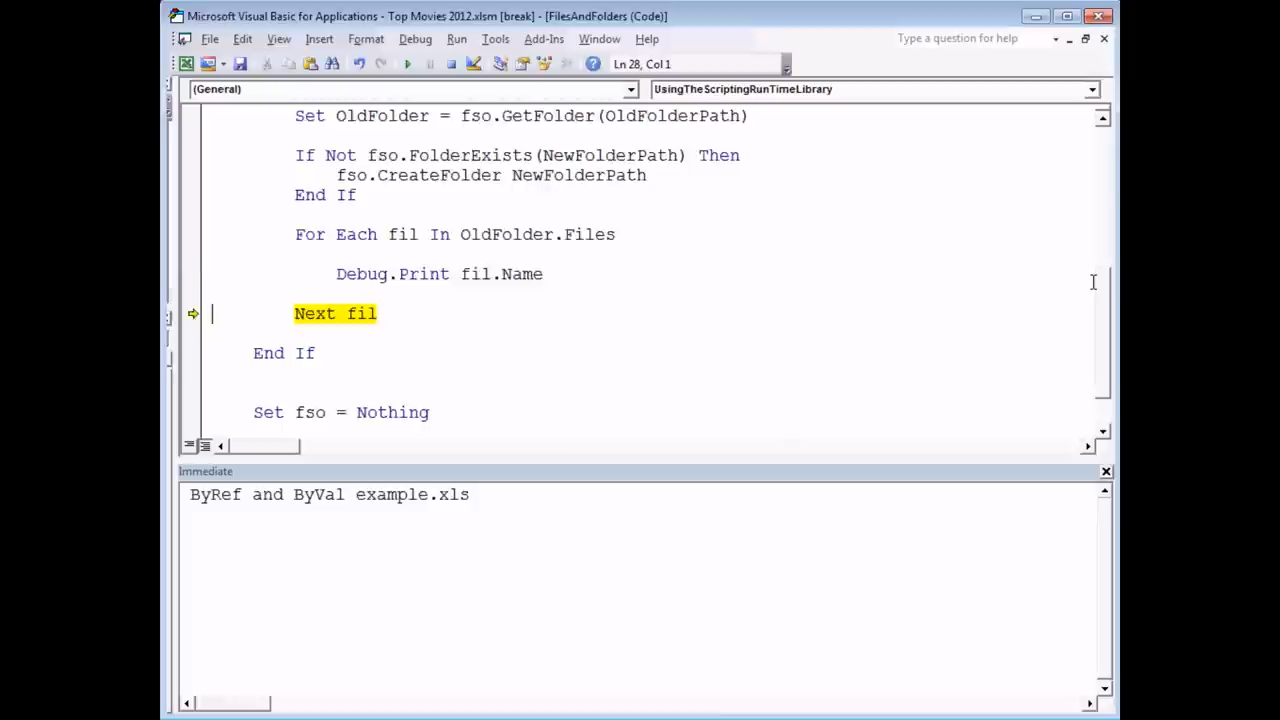 Microsoft Visual Basic for Applications - Top Movies 2012.xlsm [break] - [FilesAndFolders (Code)]
File Edit View Insert Format Debug Run Tools Add-Ins Window Help Type a question for help
Ln 28, Col 1
(General) UsingTheScriptingRunTimeLibrary
Set OldFolder = fso.GetFolder(OldFolderPath)
If Not fso.FolderExists(NewFolderPath) Then
fso.CreateFolder NewFolderPath
End If
For Each fil In OldFolder.Files
Debug.Print fil.Name
Next fil
End If
Set fso = Nothing
Immediate
ByRef and ByVal example.xls